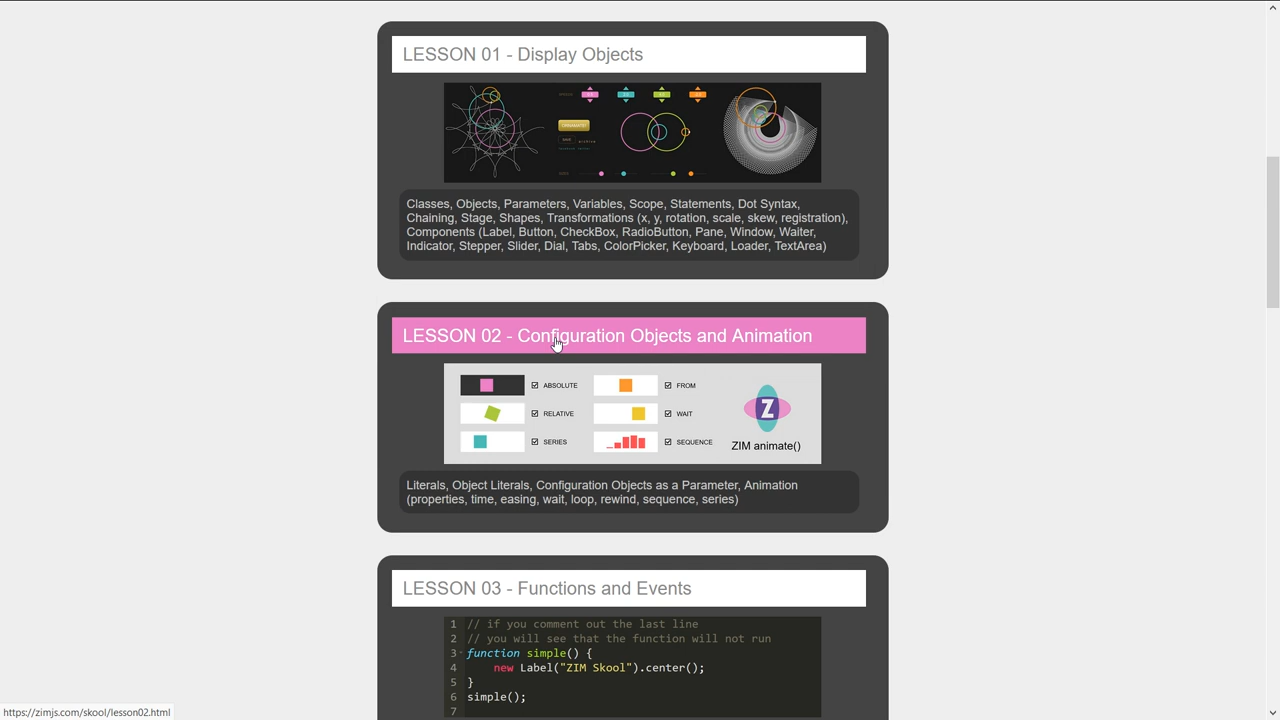 LESSON 01 - Display Objects
Classes, Objects, Parameters, Variables, Scope, Statements, Dot Syntax,
Chaining, Stage, Shapes, Transformations (x, y, rotation, scale, skew, registration),
Components (Label, Button, CheckBox, RadioButton, Pane, Window, Waiter,
Indicator, Stepper, Slider, Dial, Tabs, ColorPicker, Keyboard, Loader, TextArea)
LESSON 02 - Configuration Objects and Animation
ABSOLUTE
FROM
RELATIVE
WAIT
SERIES
SEQUENCE
Z
ZIM animate()
Literals, Object Literals, Configuration Objects as a Parameter, Animation
(properties, time, easing, wait, loop, rewind, sequence, series)
LESSON 03 - Functions and Events
1 // if you comment out the last line
2 // you will see that the function will not run
3 function simple() {
4 new Label("ZIM Skool").center();
5 }
6 simple();
7
https://zimjs.com/skool/lesson02.html